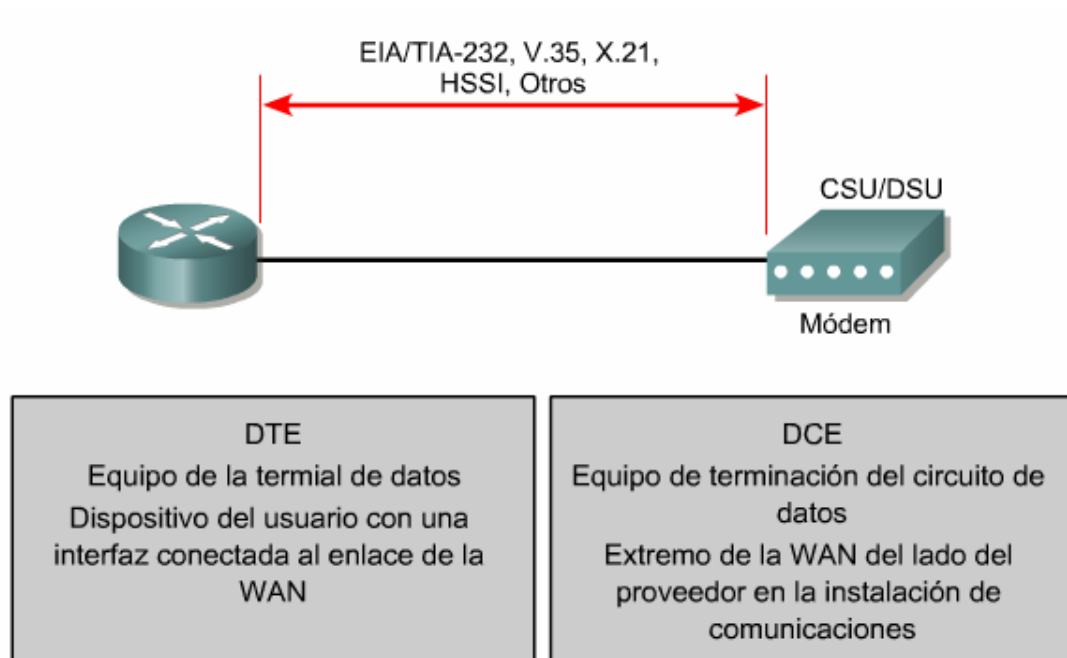 EIA/TIA-232, V.35, X.21,
HSSI, Otros
CSU/DSU
Módem
DTE
Equipo de la termial de datos
Dispositivo del usuario con una
interfaz conectada al enlace de la
WAN
DCE
Equipo de terminación del circuito de
datos
Extremo de la WAN del lado del
proveedor en la instalación de
comunicaciones